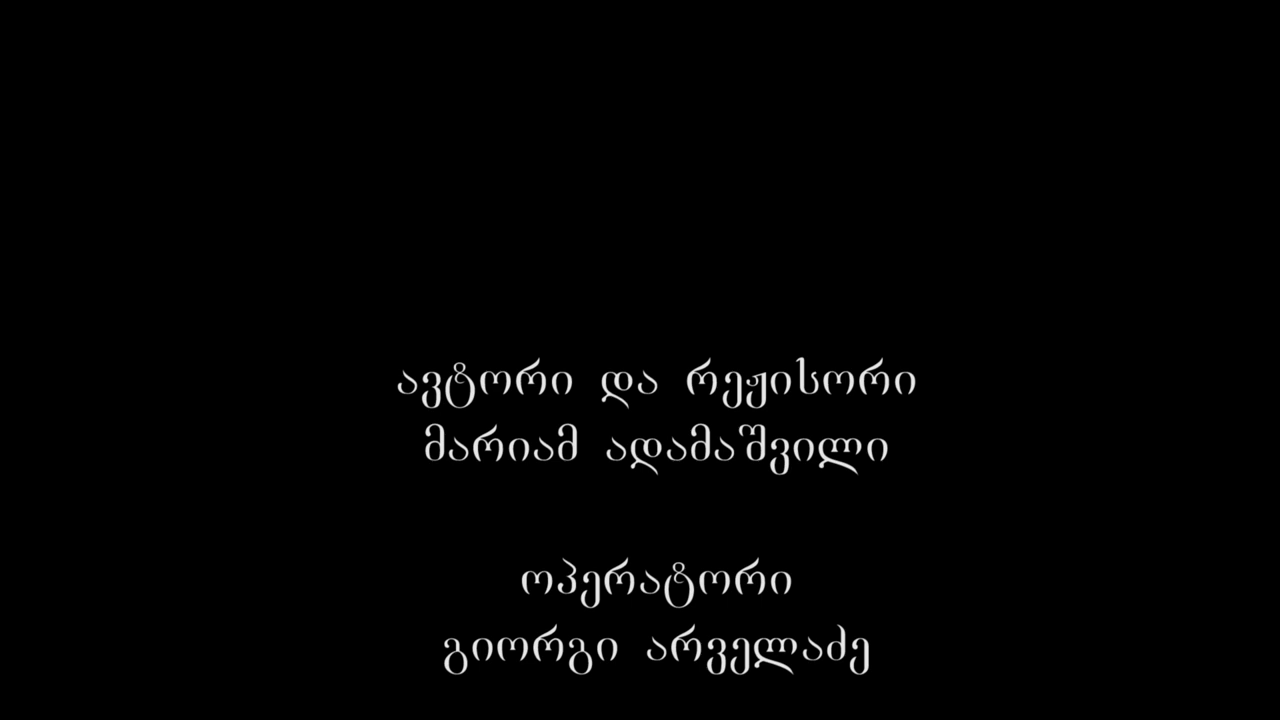 ავტორი და რეჟისორი
მარიამ ადამაშვილი
ოპერატორი
გიორგი არველაძე